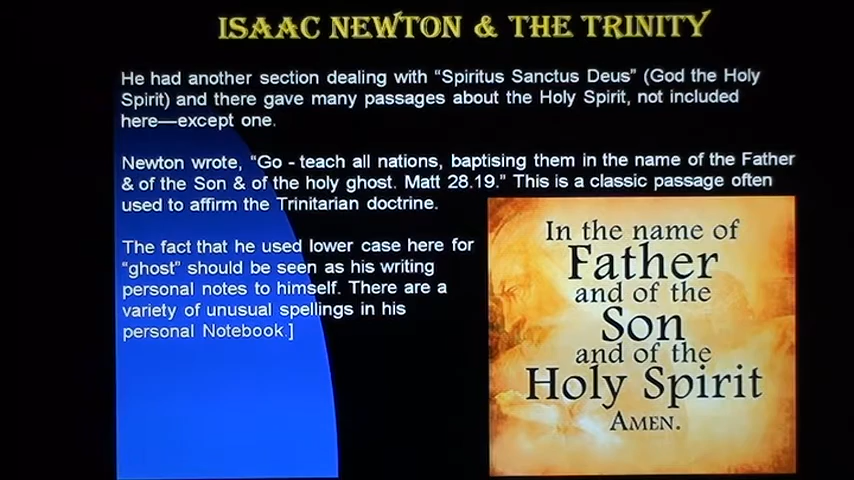 ISAAC NEWTON & THE TRINITY
He had another section dealing with “Spiritus Sanctus Deus” (God the Holy
Spirit) and there gave many passages about the Holy Spirit, not included
here—except one.
Newton wrote, “Go - teach all nations, baptising them in the name of the Father
& of the Son & of the holy ghost. Matt 28.19.” This is a classic passage often
used to affirm the Trinitarian doctrine.
The fact that he used lower case here for
“ghost” should be seen as his writing
personal notes to himself. There are a
variety of unusual spellings in his
personal Notebook.]
In the name of
Father
and of the
Son
and of the
Holy Spirit
AMEN.